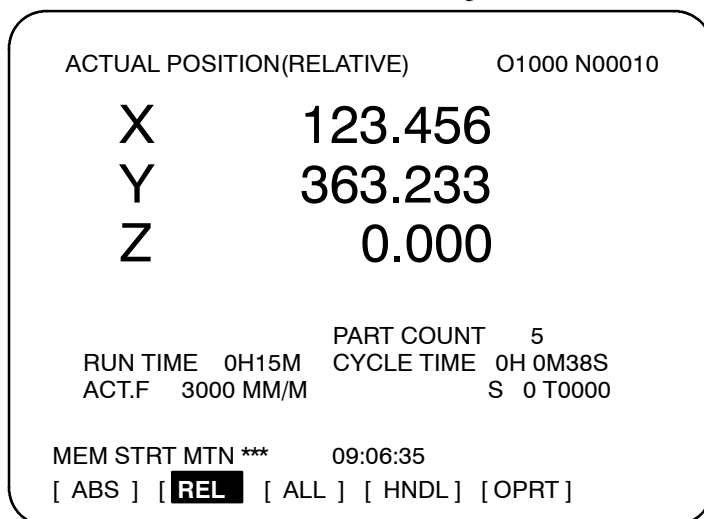 ACTUAL POSITION(RELATIVE) O1000 N00010
X 123.456
Y 363.233
Z 0.000
PART COUNT 5
RUN TIME 0H15M CYCLE TIME 0H 0M38S
ACT.F 3000 MM/M S 0 T0000
MEM STRT MTN *** 09:06:35
[ ABS ] [ REL [ ALL ] [ HNDL ] [ OPRT ]